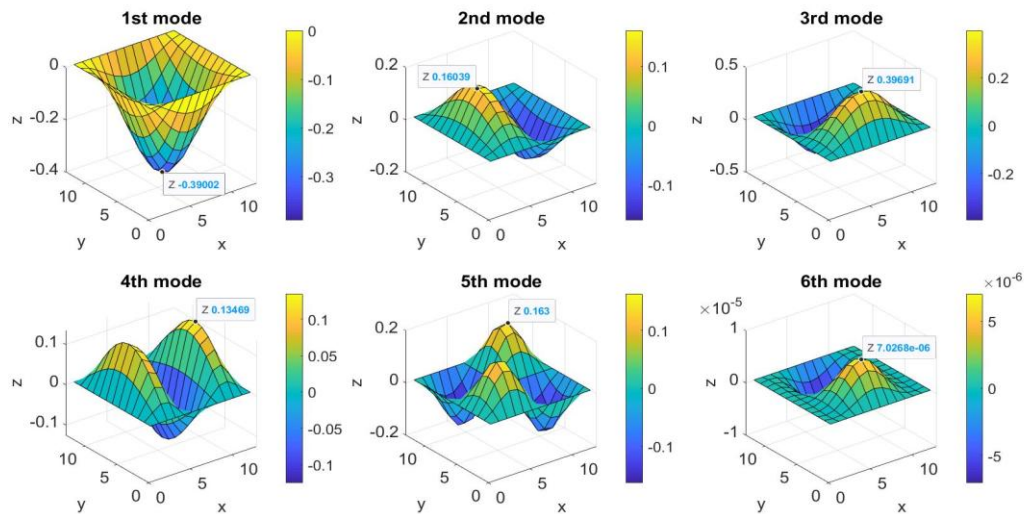 1st mode
0
-0.2
-0.4
z
Z -0.39002
10
5
0
y
0
5
10
x
0
-0.1
-0.2
-0.3
2nd mode
0.2
0
-0.2
z
Z 0.16039
10
5
0
y
0
5
10
x
0.1
0
-0.1
3rd mode
0.5
0
-0.5
z
Z 0.39691
10
5
0
y
0
5
10
x
0.2
0
-0.2
4th mode
0.1
0
-0.1
z
Z 0.13469
10
5
0
y
0
5
10
x
0.1
0.05
0
-0.05
-0.1
5th mode
0.2
0
-0.2
z
Z 0.163
10
5
0
y
0
5
10
x
0.1
0
-0.1
6th mode
× 10⁻⁵
1
0
-1
z
Z 7.0268e-06
10
5
0
y
0
5
10
x
× 10⁻⁶
5
0
-5